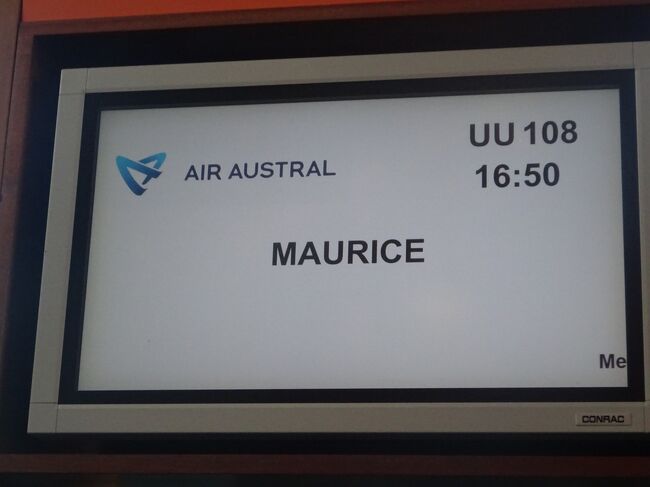 UU 108
AIR AUSTRAL
16:50
MAURICE
Me
CONRAC